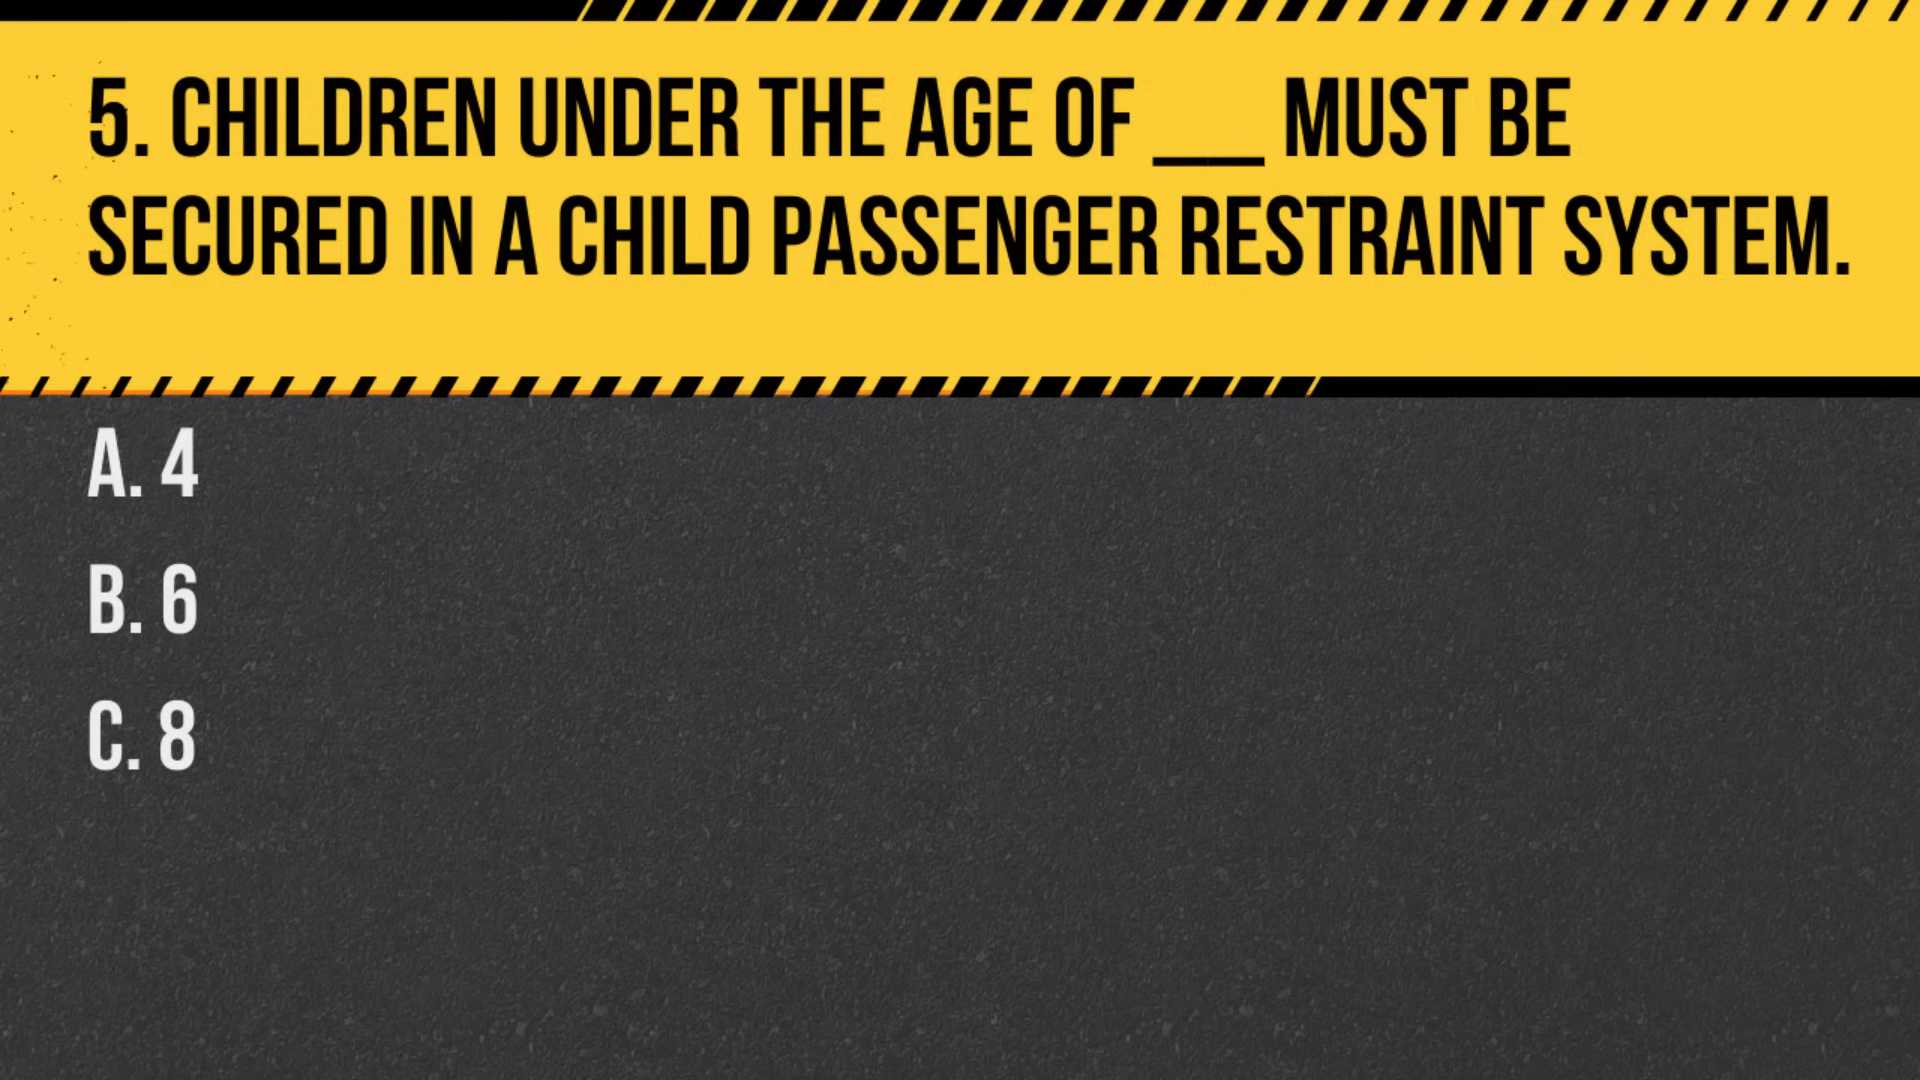 5. CHILDREN UNDER THE AGE OF ___ MUST BE
SECURED IN A CHILD PASSENGER RESTRAINT SYSTEM.
A. 4
B. 6
C. 8